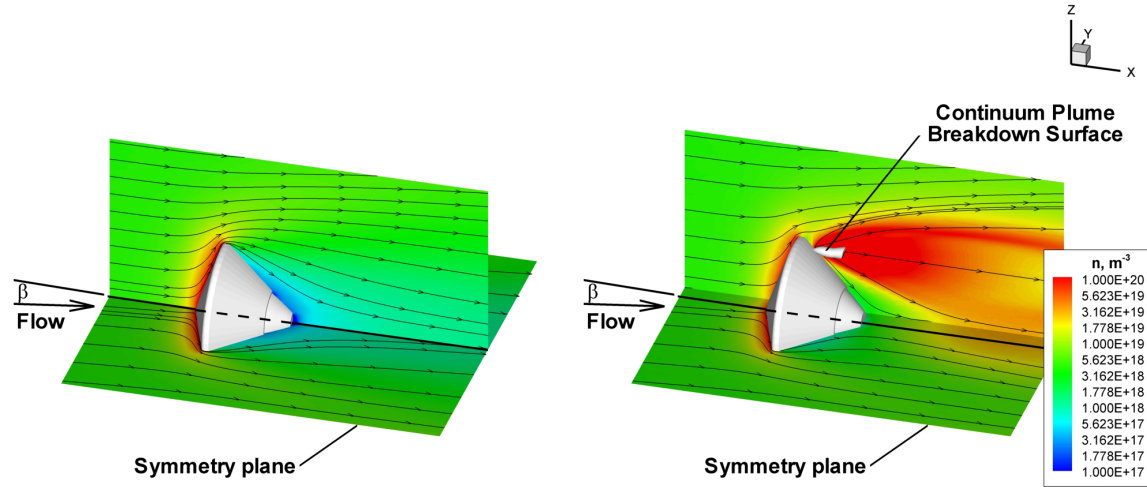 Z
Y
X
Continuum Plume
Breakdown Surface
β
Flow
Symmetry plane
β
Flow
Symmetry plane
n, m⁻³
1.000E+20
5.623E+19
3.162E+19
1.778E+19
1.000E+19
5.623E+18
3.162E+18
1.778E+18
1.000E+18
5.623E+17
3.162E+17
1.778E+17
1.000E+17